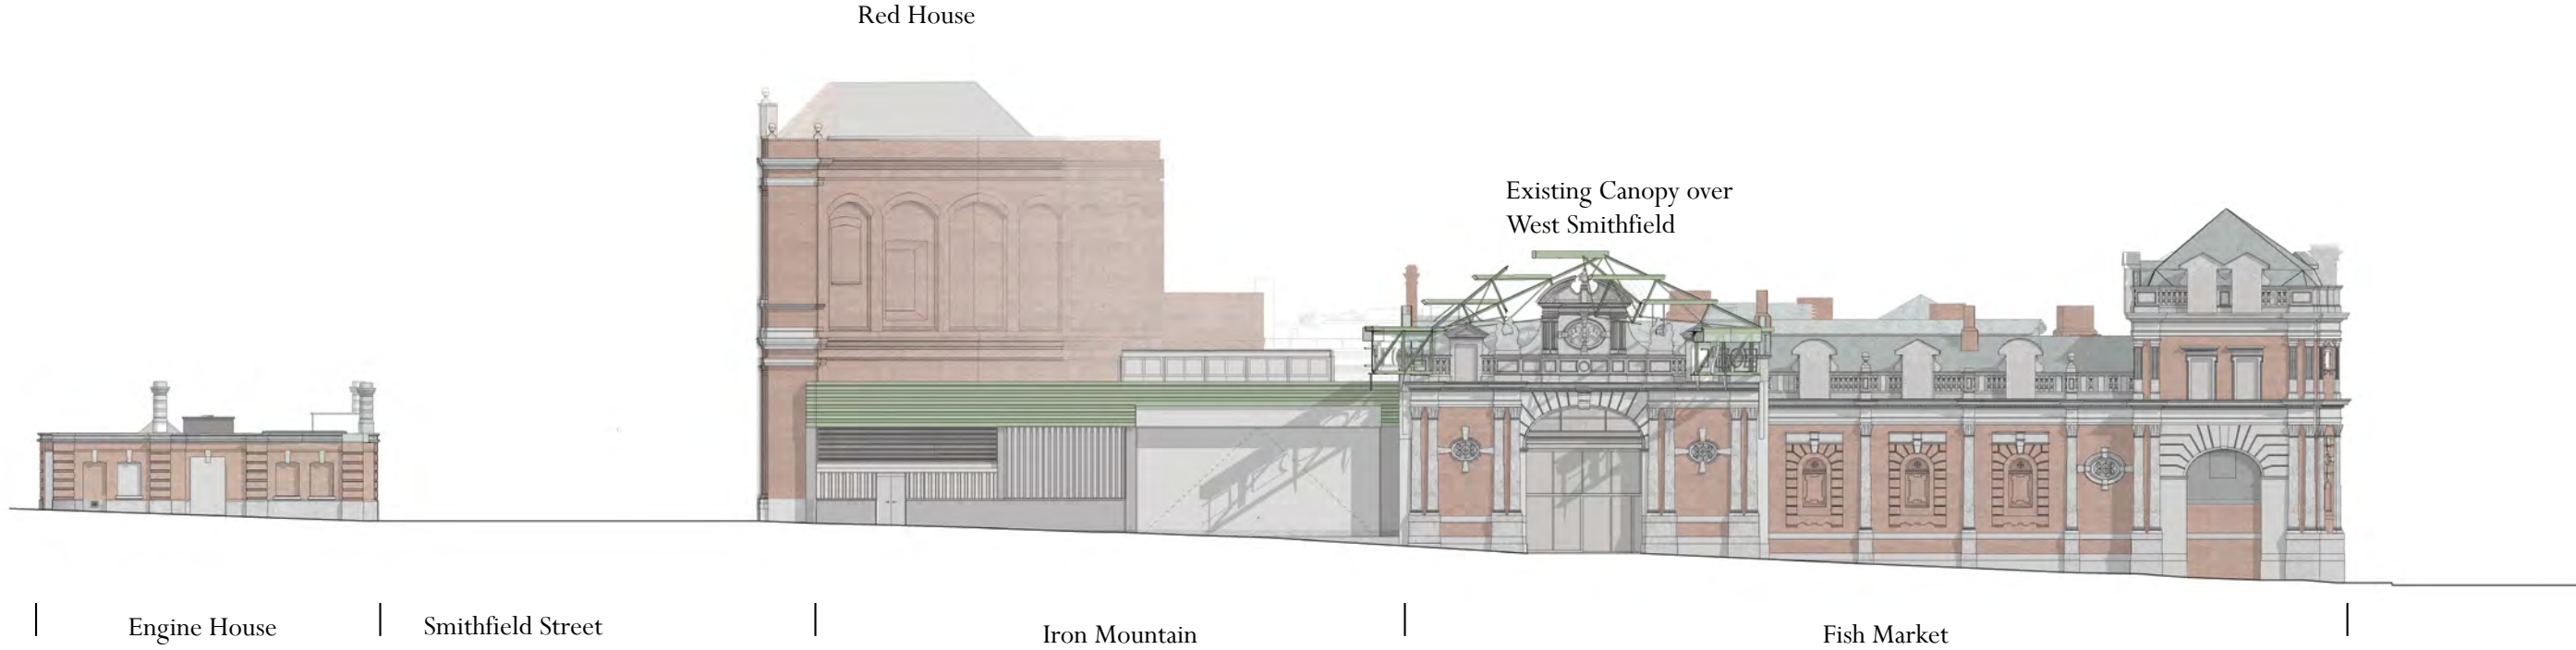 Red House
Existing Canopy over
West Smithfield
Engine House
Smithfield Street
Iron Mountain
Fish Market